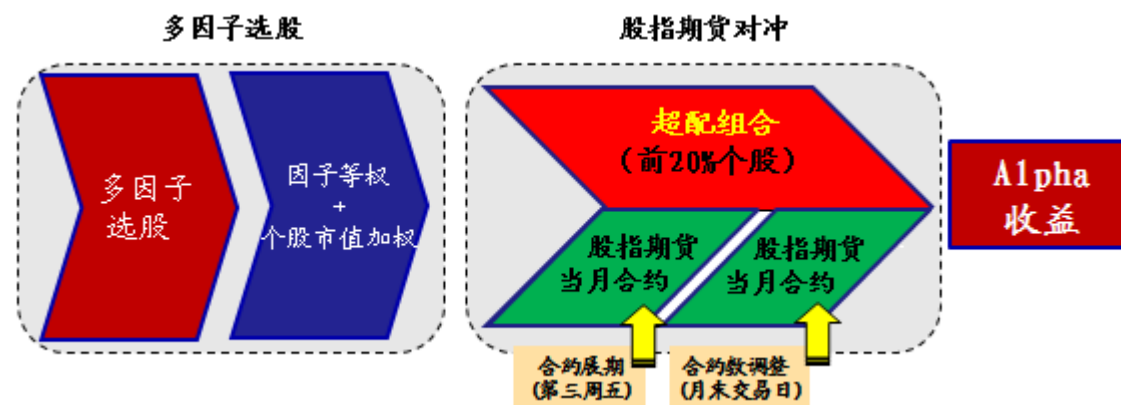 多因子选股
股指期货对冲
多因子
选股
因子等权
+
个股市值加权
超配组合
(前20%个股)
股指期货
当月合约
股指期货
当月合约
合约展期
(第三周五)
合约数调整
(月末交易日)
Alpha
收益